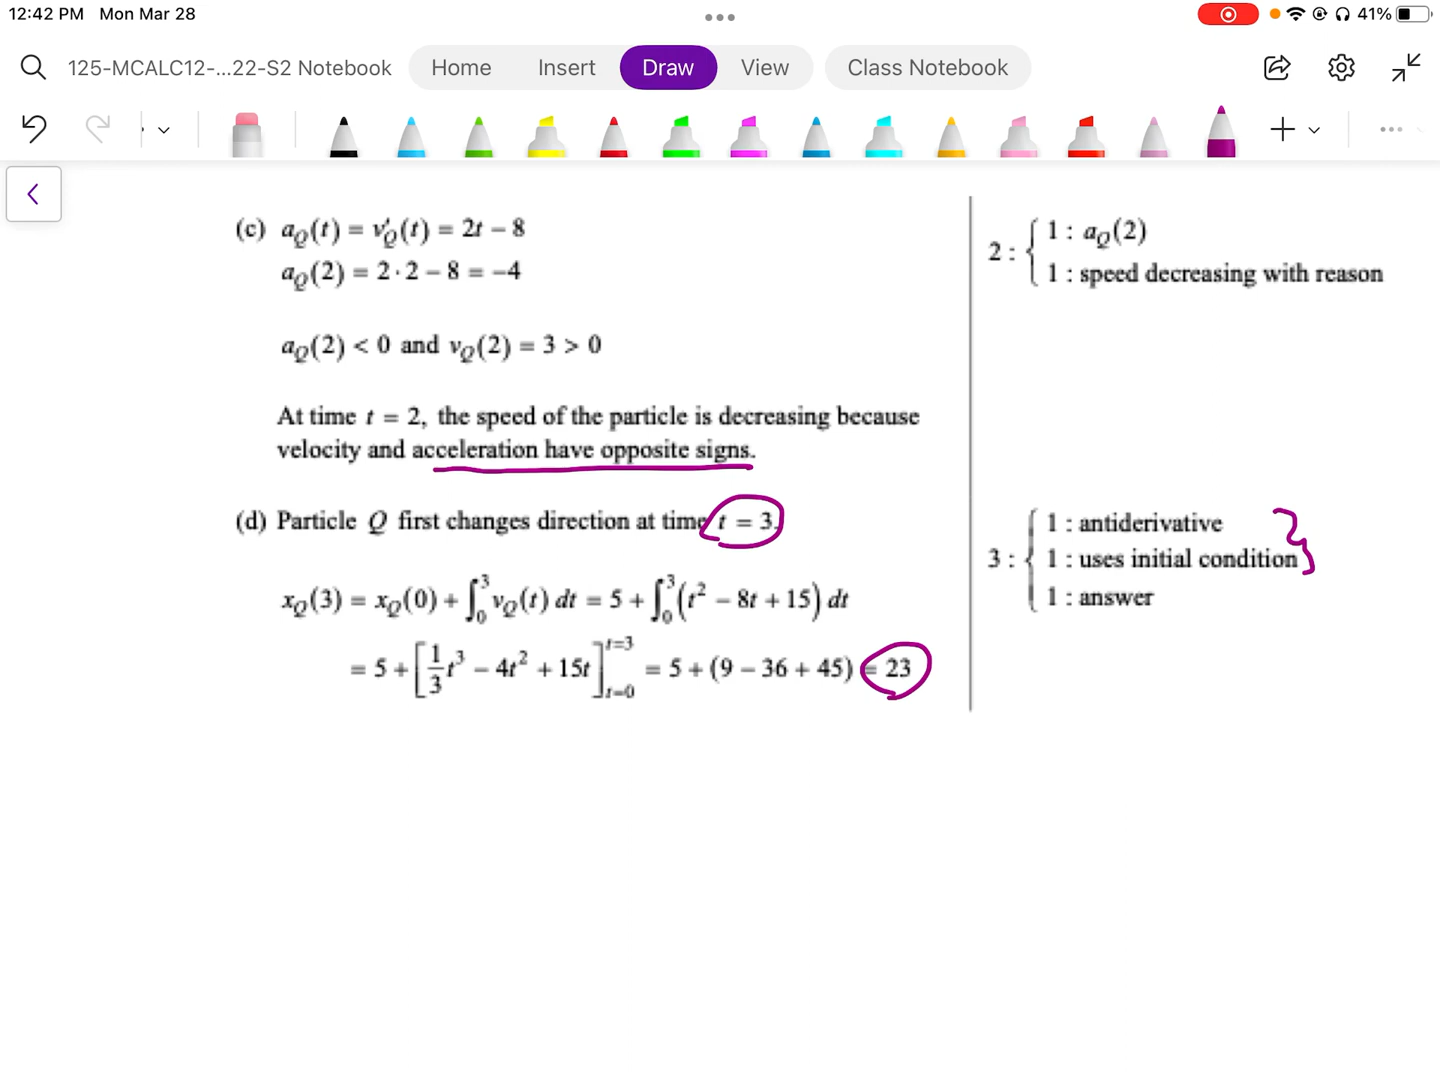 12:42 PM Mon Mar 28
41%
125-MCALC12-...22-S2 Notebook Home Insert Draw View Class Notebook
(c) a_Q(t) = v'_Q(t) = 2t − 8
a_Q(2) = 2·2 − 8 = −4
a_Q(2) < 0 and v_Q(2) = 3 > 0
At time t = 2, the speed of the particle is decreasing because
velocity and acceleration have opposite signs.
2 : { 1 : a_Q(2)
1 : speed decreasing with reason
(d) Particle Q first changes direction at time t = 3.
x_Q(3) = x_Q(0) + ∫_0^3 v_Q(t) dt = 5 + ∫_0^3 (t² − 8t + 15) dt
= 5 + [1/3 t³ − 4t² + 15t]_{t=0}^{t=3} = 5 + (9 − 36 + 45) = 23
3 : { 1 : antiderivative
1 : uses initial condition
1 : answer